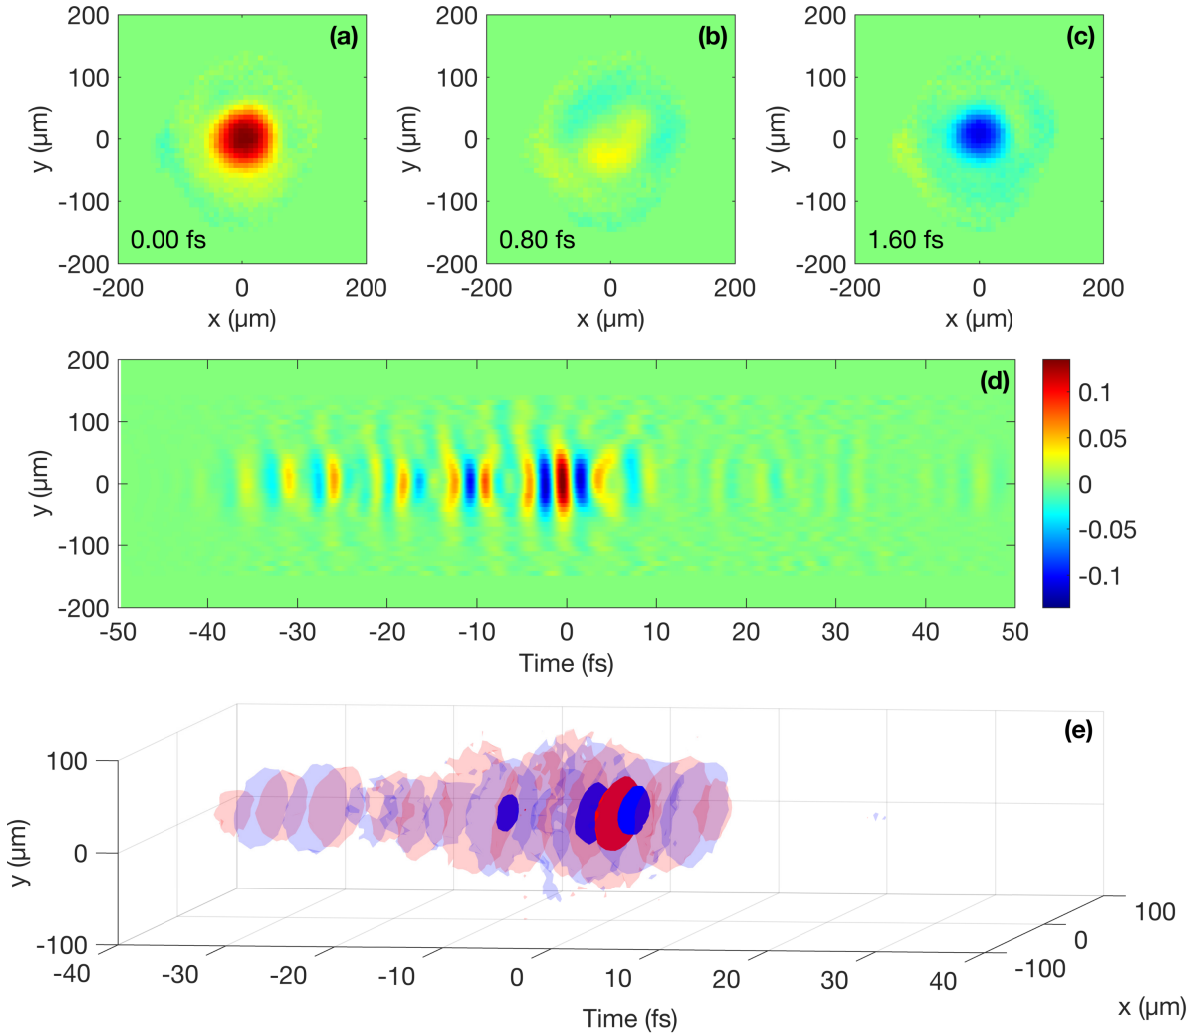 200
100
0
-100
-200
y (µm)
(a)
0.00 fs
-200 0 200
x (µm)
200
100
0
-100
-200
y (µm)
(b)
0.80 fs
-200 0 200
x (µm)
200
100
0
-100
-200
y (µm)
(c)
1.60 fs
-200 0 200
x (µm)
200
100
0
-100
-200
y (µm)
(d)
-50 -40 -30 -20 -10 0 10 20 30 40 50
Time (fs)
0.1
0.05
0
-0.05
-0.1
(e)
100
0
-100
y (µm)
-40 -30 -20 -10 0 10 20 30 40
Time (fs)
100
0
-100
x (µm)